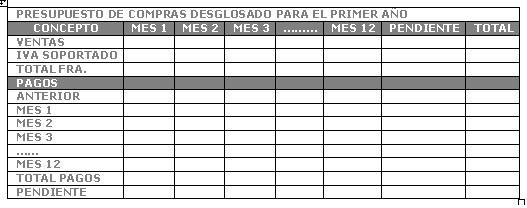 PRESUPUESTO DE COMPRAS DESGLOSADO PARA EL PRIMER AÑO
CONCEPTO MES 1 MES 2 MES 3 ......... MES 12 PENDIENTE TOTAL
VENTAS
IVA SOPORTADO
TOTAL FRA.
PAGOS
ANTERIOR
MES 1
MES 2
MES 3
......
MES 12
TOTAL PAGOS
PENDIENTE